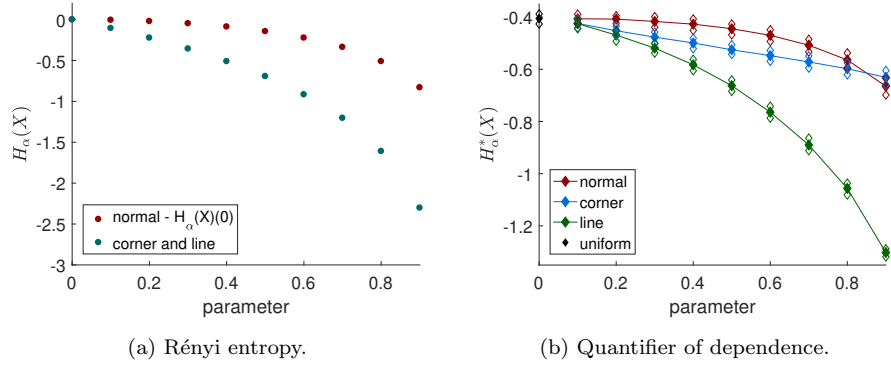 0
-0.5
-1
-1.5
-2
-2.5
-3
H_α(X)
normal - H_α(X)(0)
corner and line
0 0.2 0.4 0.6 0.8
parameter
(a) Rényi entropy.
-0.4
-0.6
-0.8
-1
-1.2
H*_α(X)
normal
corner
line
uniform
0 0.2 0.4 0.6 0.8
parameter
(b) Quantifier of dependence.